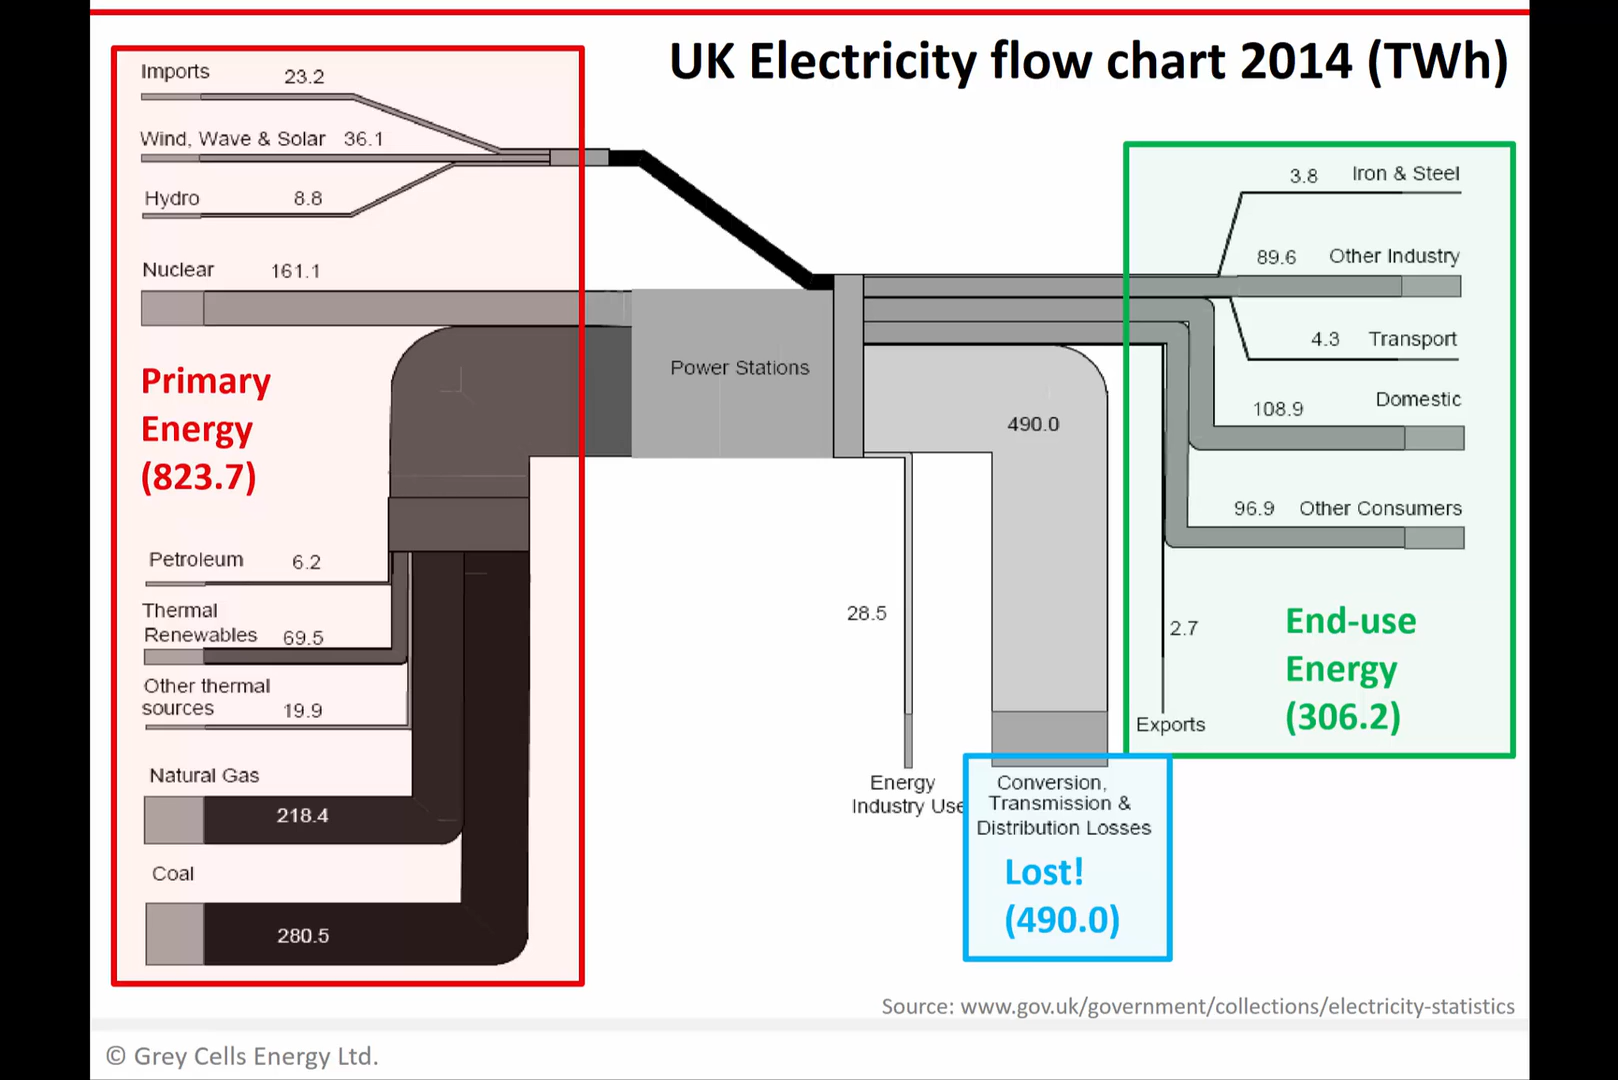 UK Electricity flow chart 2014 (TWh)
Imports 23.2
Wind, Wave & Solar 36.1
Hydro 8.8
Nuclear 161.1
Primary
Energy
(823.7)
Petroleum 6.2
Thermal
Renewables 69.5
Other thermal
sources 19.9
Natural Gas
218.4
Coal
280.5
Power Stations
490.0
28.5
Energy
Industry Use
Conversion,
Transmission &
Distribution Losses
Lost!
(490.0)
3.8 Iron & Steel
89.6 Other Industry
4.3 Transport
Domestic
108.9
96.9 Other Consumers
2.7
Exports
End-use
Energy
(306.2)
Source: www.gov.uk/government/collections/electricity-statistics
© Grey Cells Energy Ltd.